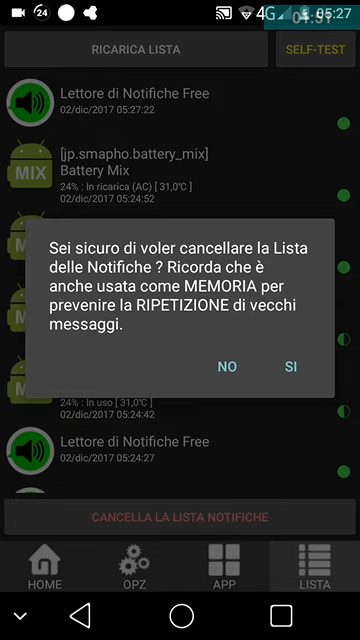 24
4G
05:27
RICARICA LISTA
SELF-TEST
Lettore di Notifiche Free
02/dic/2017 05:27:22
MIX
[jp.smapho.battery_mix]
Battery Mix
24% : In ricarica (AC) [ 31,0°C ]
02/dic/2017 05:24:52
Sei sicuro di voler cancellare la Lista
delle Notifiche ? Ricorda che è
anche usata come MEMORIA per
prevenire la RIPETIZIONE di vecchi
messaggi.
NO
SI
24% : In uso [ 31,0°C ]
02/dic/2017 05:24:42
Lettore di Notifiche Free
02/dic/2017 05:24:27
CANCELLA LA LISTA NOTIFICHE
HOME
OPZ
APP
LISTA